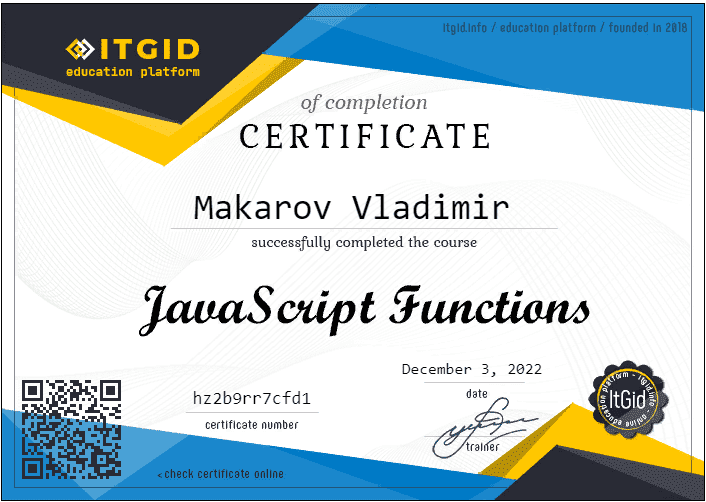 itgid.info / education platform / founded in 2018
ITGID
education platform
of completion
CERTIFICATE
Makarov Vladimir
successfully completed the course
JavaScript Functions
December 3, 2022
date
hz2b9rr7cfd1
certificate number
trainer
< check certificate online
education platform - itgid.info - online
ItGid